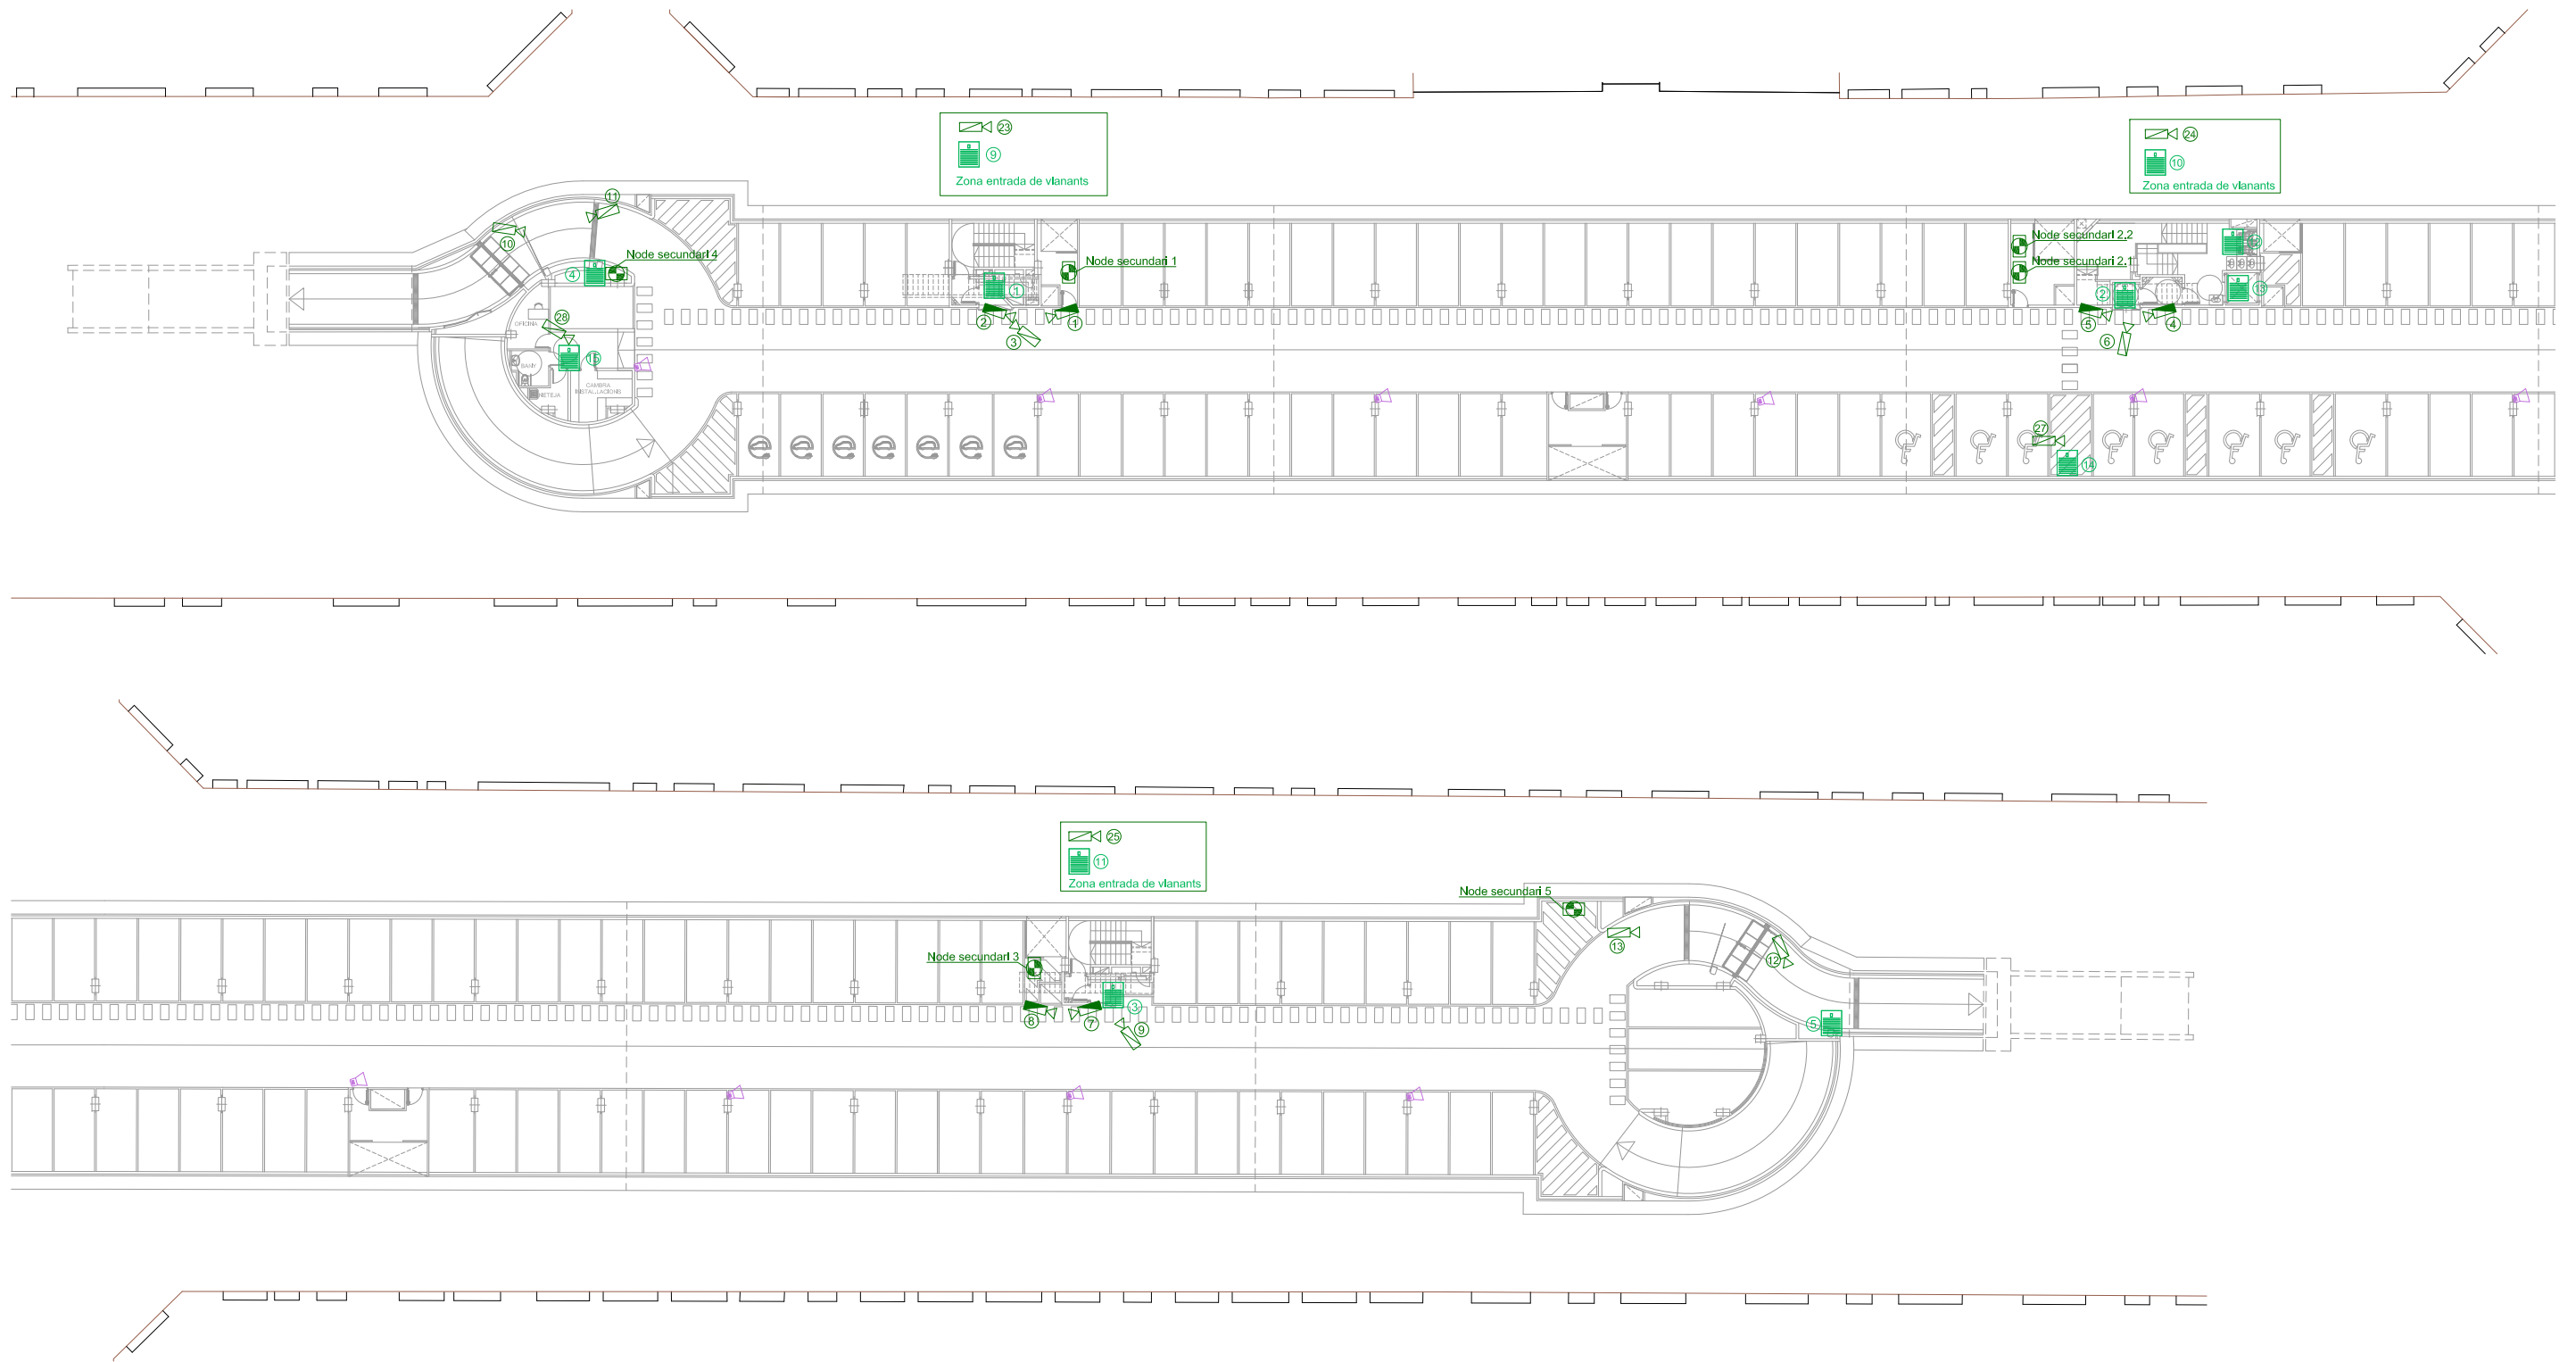 23
9
Zona entrada de vianants
24
10
Zona entrada de vianants
11
10
Node secundari 4
4
28
OFICINA
15
BANY
CAMBRA
INSTAL·LACIONS
NETEJA
Node secundari 1
1
2
1
3
Node secundari 2.2
Node secundari 2.1
2
13
5
4
6
27
14
25
11
Zona entrada de vianants
Node secundari 5
13
12
Node secundari 3
3
8
7
9
5